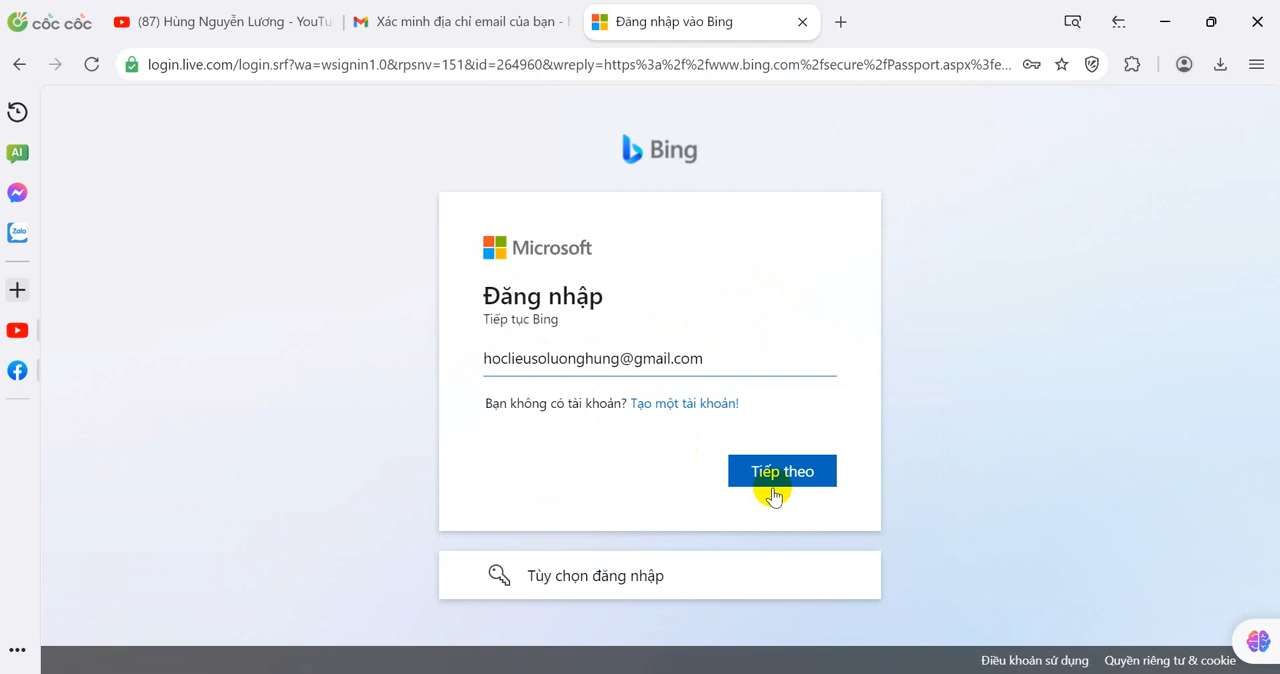 cốc cốc
(87) Hùng Nguyễn Lương - YouTu
Xác minh địa chỉ email của bạn -
Đăng nhập vào Bing
login.live.com/login.srf?wa=wsignin1.0&rpsnv=151&id=264960&wreply=https%3a%2f%2fwww.bing.com%2fsecure%2fPassport.aspx%3fe...
AI
Zalo
Bing
Microsoft
Đăng nhập
Tiếp tục Bing
hoclieusoluonghung@gmail.com
Bạn không có tài khoản? Tạo một tài khoản!
Tiếp theo
Tùy chọn đăng nhập
Điều khoản sử dụng Quyền riêng tư & cookie